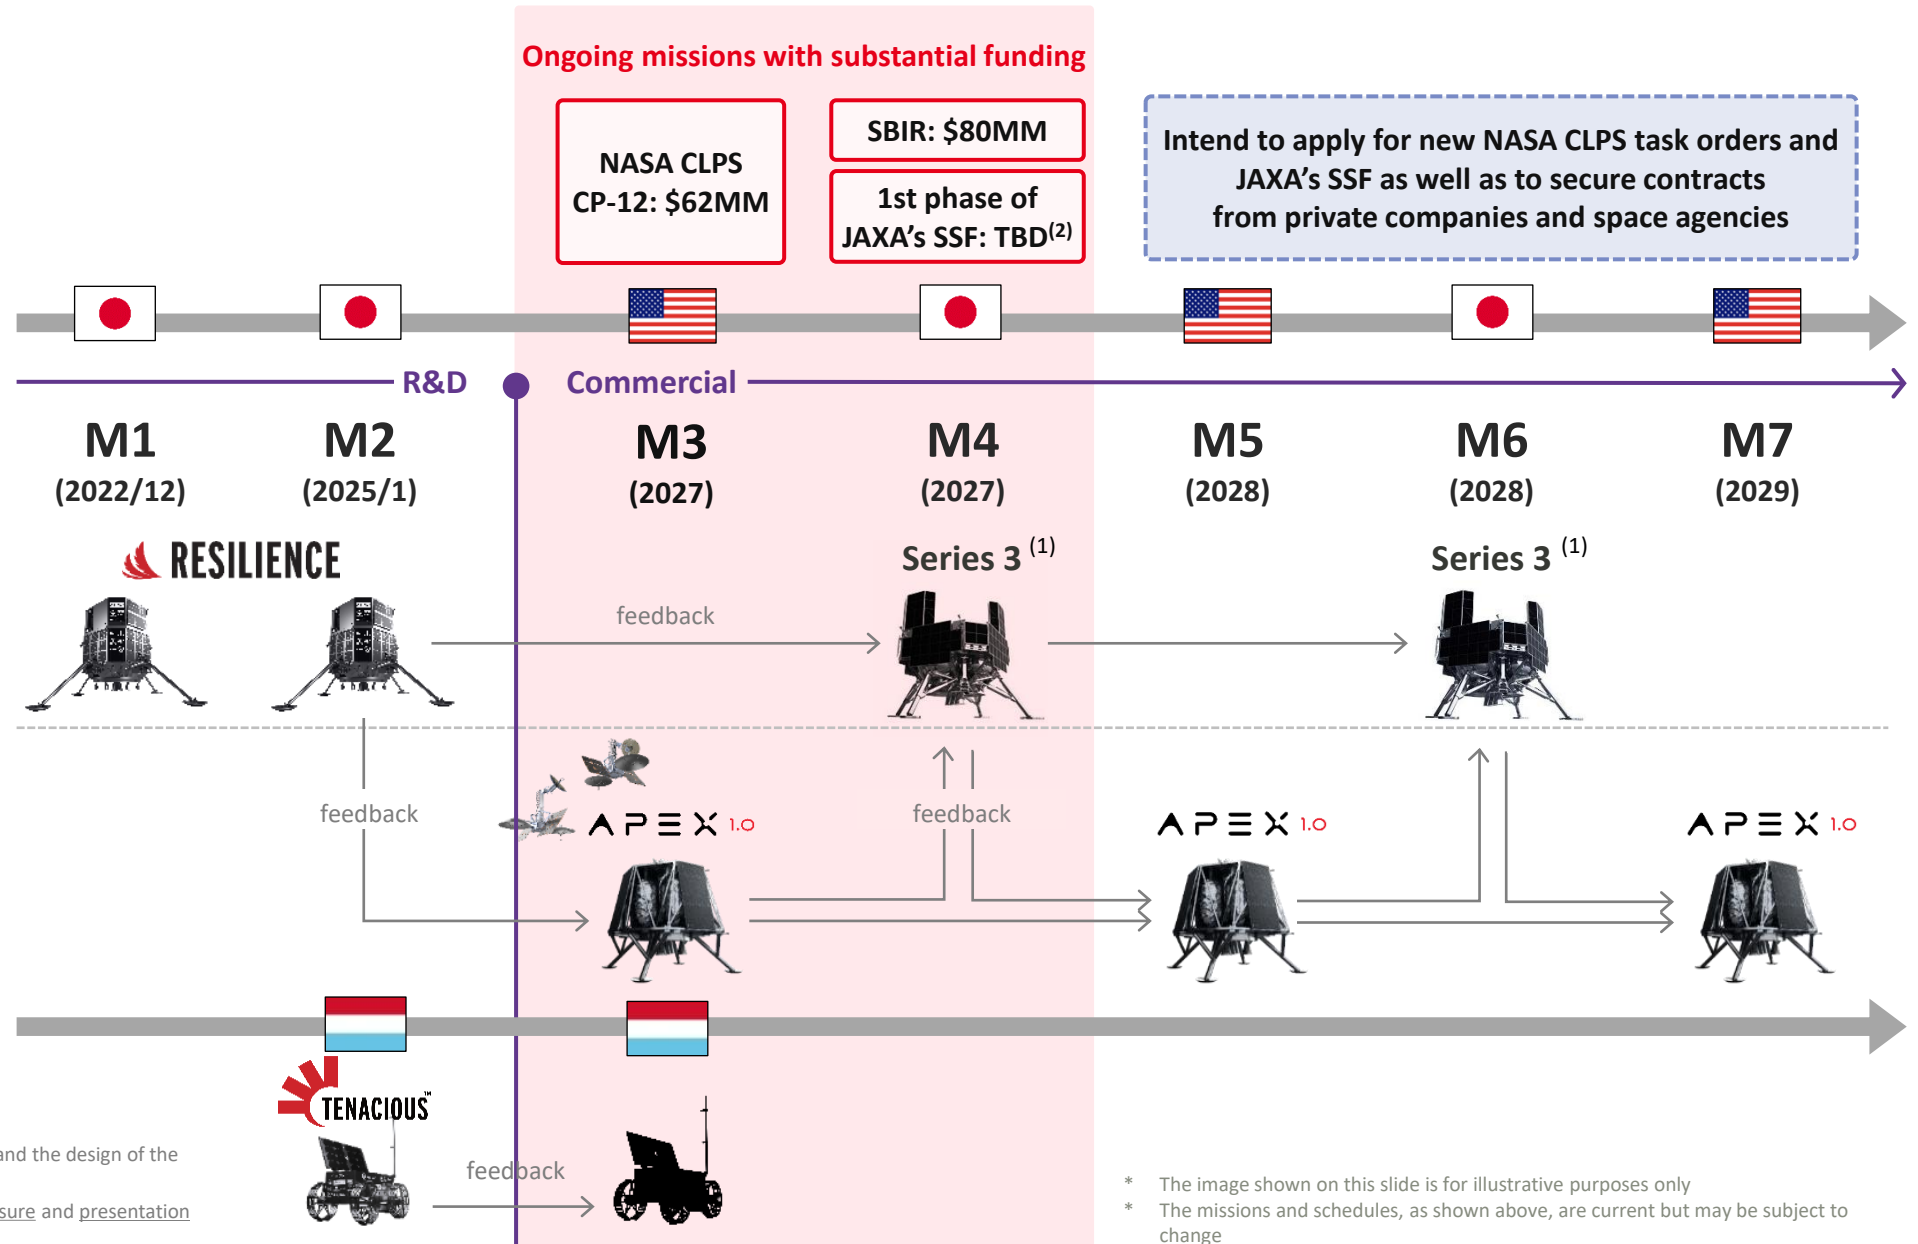 Ongoing missions with substantial funding
NASA CLPS
CP-12: $62MM
SBIR: $80MM
1st phase of
JAXA's SSF: TBD(2)
Intend to apply for new NASA CLPS task orders and
JAXA's SSF as well as to secure contracts
from private companies and space agencies
R&D
Commercial
M1
(2022/12)
M2
(2025/1)
M3
(2027)
M4
(2027)
M5
(2028)
M6
(2028)
M7
(2029)
RESILIENCE
Series 3 (1)
Series 3 (1)
feedback
feedback
APEX 1.0
feedback
APEX 1.0
APEX 1.0
TENACIOUS™
feedback
and the design of the
sure and presentation
* The image shown on this slide is for illustrative purposes only
* The missions and schedules, as shown above, are current but may be subject to
change